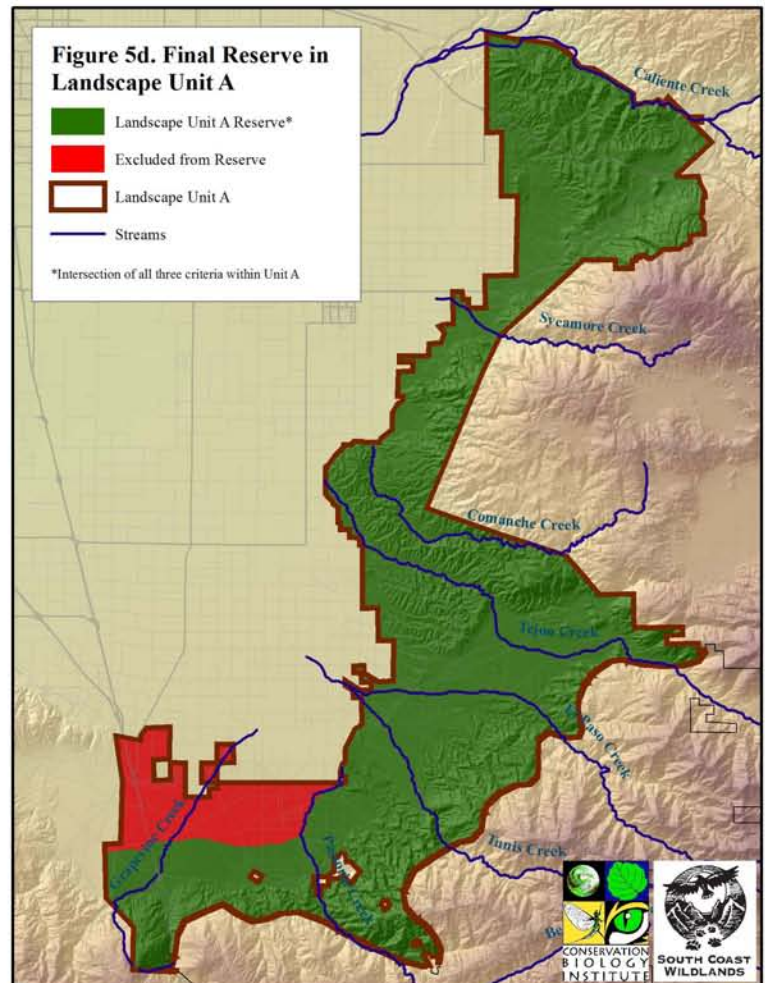 Figure 5d. Final Reserve in
Landscape Unit A
Landscape Unit A Reserve*
Excluded from Reserve
Landscape Unit A
Streams
*Intersection of all three criteria within Unit A
Caliente Creek
Sycamore Creek
Comanche Creek
Tejon Creek
Paso Creek
Grapevine Creek
Pastoria Creek
Tunis Creek
CONSERVATION
BIOLOGY
INSTITUTE
SOUTH COAST
WILDLANDS